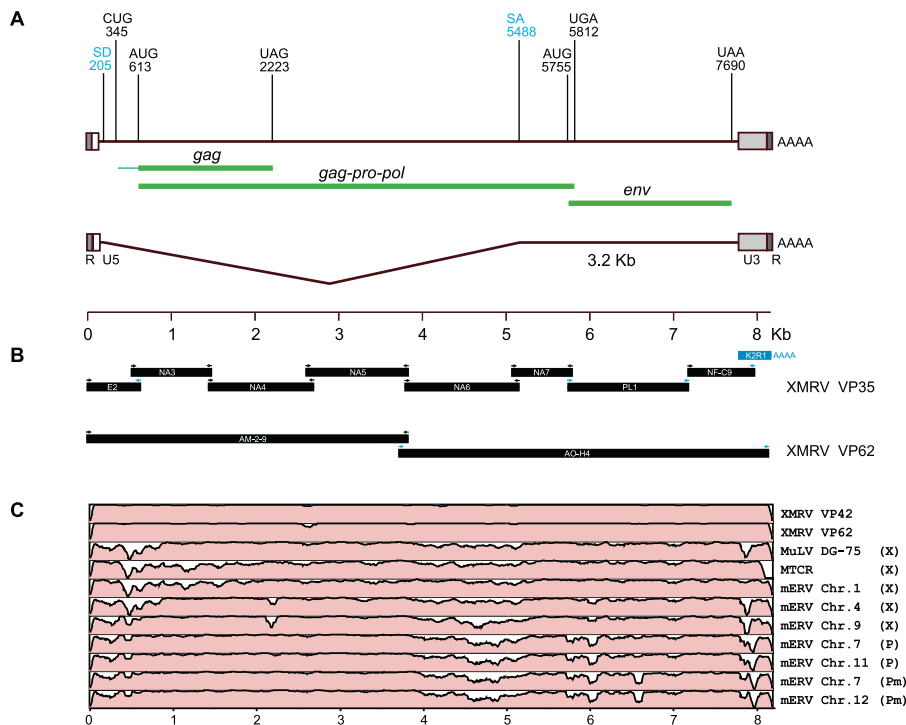 A
CUG
345
SA
5488
UGA
5812
SD
205
AUG
613
UAG
2223
AUG
5755
UAA
7690
AAAA
gag
gag-pro-pol
env
AAAA
R U5
3.2 Kb
U3 R
0 1 2 3 4 5 6 7 8 Kb
B
K2R1 AAAA
NA3 NA5 NA7 NF-C9
E2 NA4 NA6 PL1 XMRV VP35
AM-2-9
AO-H4 XMRV VP62
C
XMRV VP42
XMRV VP62
MuLV DG-75 (X)
MTCR (X)
mERV Chr.1 (X)
mERV Chr.4 (X)
mERV Chr.9 (X)
mERV Chr.7 (P)
mERV Chr.11 (P)
mERV Chr.7 (Pm)
mERV Chr.12 (Pm)
0 1 2 3 4 5 6 7 8